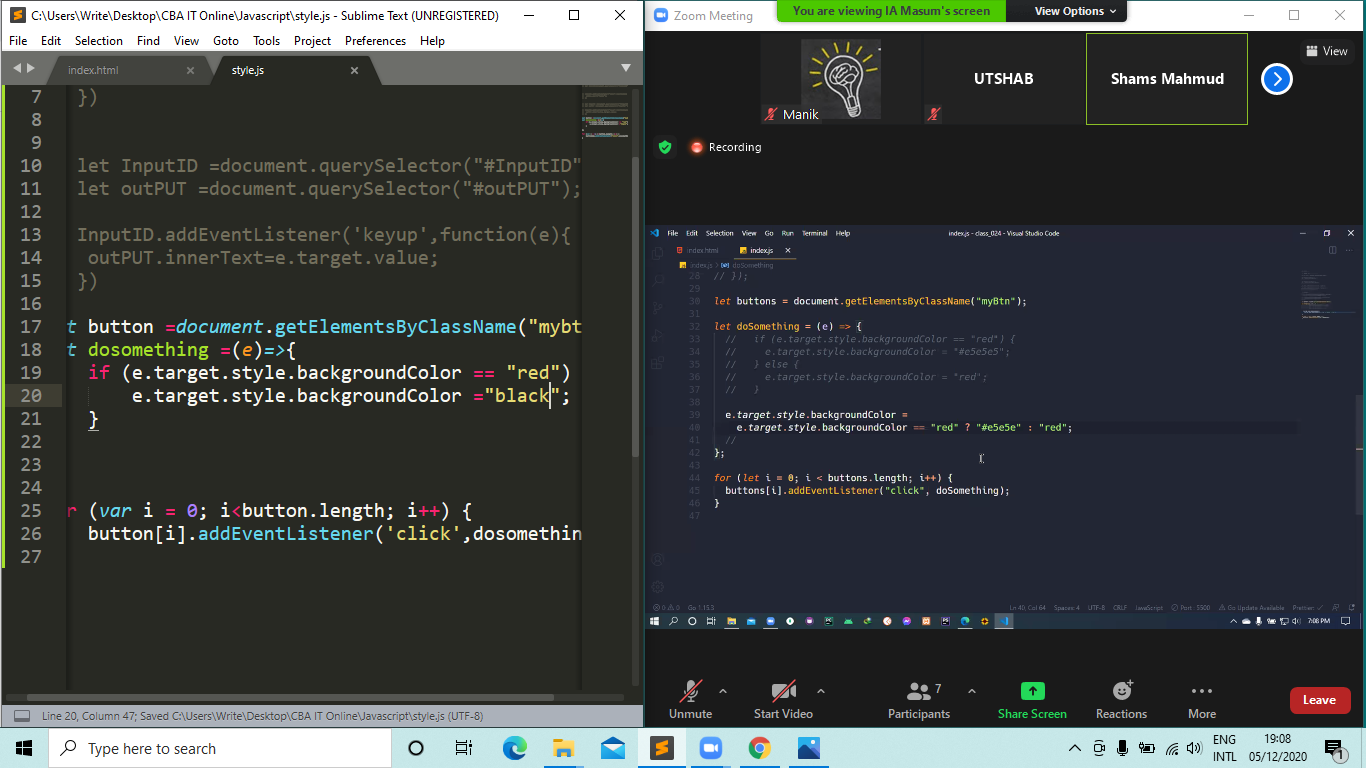 C:\Users\Write\Desktop\CBA IT Online\Javascript\style.js - Sublime Text (UNREGISTERED)
File Edit Selection Find View Goto Tools Project Preferences Help
index.html
style.js
7 })
8
9
10 let InputID =document.querySelector("#InputID"
11 let outPUT =document.querySelector("#outPUT");
12
13 InputID.addEventListener('keyup',function(e){
14 outPUT.innerText=e.target.value;
15 })
16
17 t button =document.getElementsByClassName("mybt
18 t dosomething =(e)=>{
19 if (e.target.style.backgroundColor == "red")
20 e.target.style.backgroundColor ="black";
21 }
22
23
24
25 r (var i = 0; i<button.length; i++) {
26 button[i].addEventListener('click',dosomethin
27
Line 20, Column 47; Saved C:\Users\Write\Desktop\CBA IT Online\Javascript\style.js (UTF-8)
Zoom Meeting
You are viewing IA Masum's screen
View Options
Manik
UTSHAB
Shams Mahmud
View
Recording
File Edit Selection View Go Run Terminal Help
index.js - class_024 - Visual Studio Code
index.html
index.js
index.js > doSomething
28 // });
29
30 let buttons = document.getElementsByClassName("myBtn");
31
32 let doSomething = (e) => {
33 // if (e.target.style.backgroundColor == "red") {
34 // e.target.style.backgroundColor = "#e5e5e5";
35 // } else {
36 // e.target.style.backgroundColor = "red";
37 // }
38
39 e.target.style.backgroundColor =
40 e.target.style.backgroundColor == "red" ? "#e5e5e" : "red";
41 //
42 };
43
44 for (let i = 0; i < buttons.length; i++) {
45 buttons[i].addEventListener("click", doSomething);
46 }
47
0 0 Go 1.15.3
Ln 40, Col 64 Spaces: 4 UTF-8 CRLF JavaScript Port : 5500 Go Update Available Prettier: ✓
7:08 PM
Unmute
Start Video
7
Participants
Share Screen
Reactions
More
Leave
Type here to search
ENG
INTL
19:08
05/12/2020
1